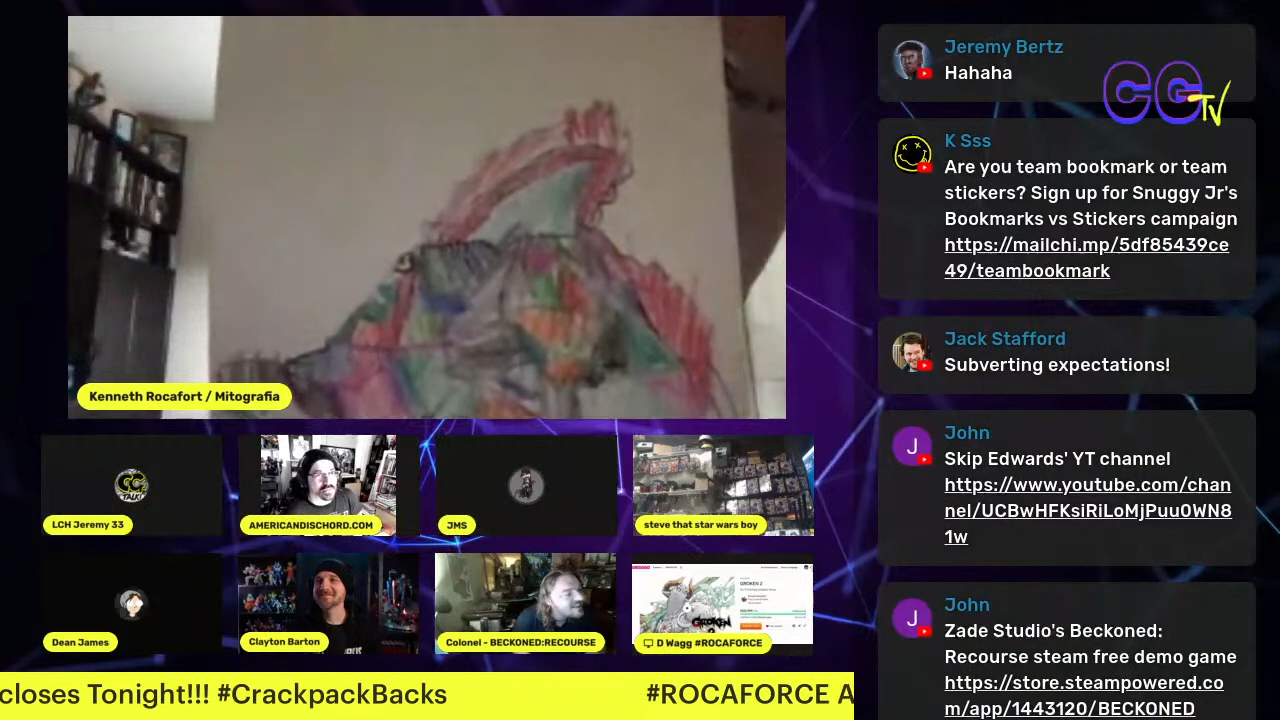 Kenneth Rocafort / Mitografia
LCH Jeremy 33
AMERICANDISCHORD.COM
JMS
steve that star wars boy
Dean James
Clayton Barton
Colonel - BECKONED:RECOURSE
GROKEN 2
D Wagg #ROCAFORCE
closes Tonight!!! #CrackpackBacks
#ROCAFORCE A
CG TV
Jeremy Bertz
Hahaha
K Sss
Are you team bookmark or team
stickers? Sign up for Snuggy Jr's
Bookmarks vs Stickers campaign
https://mailchi.mp/5df85439ce
49/teambookmark
Jack Stafford
Subverting expectations!
J
John
Skip Edwards' YT channel
https://www.youtube.com/chan
nel/UCBwHFKsiRiLoMjPuu0WN8
1w
J
John
Zade Studio's Beckoned:
Recourse steam free demo game
https://store.steampowered.co
m/app/1443120/BECKONED